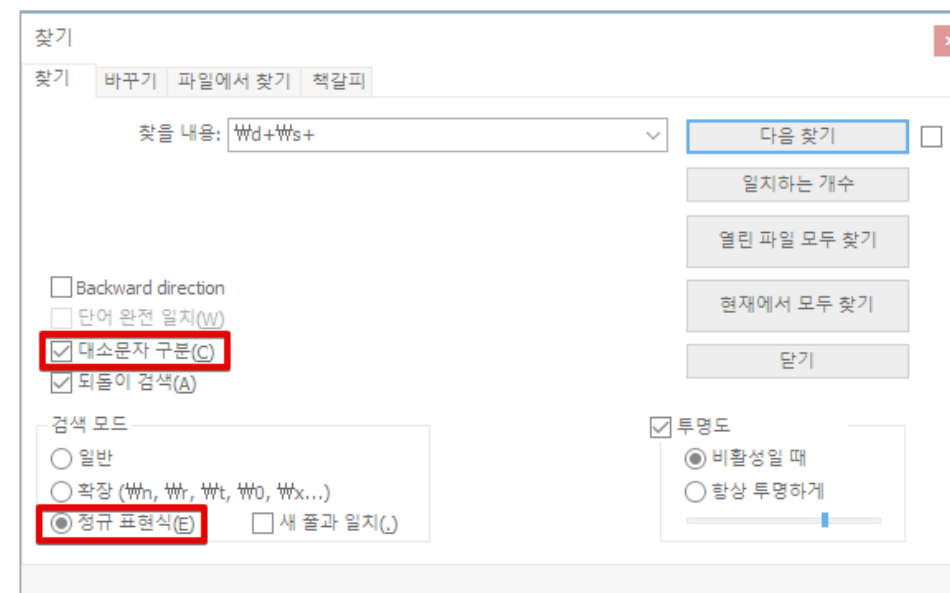 찾기
찾기 바꾸기 파일에서 찾기 책갈피
찾을 내용: ₩d+₩s+
다음 찾기
일치하는 개수
열린 파일 모두 찾기
현재에서 모두 찾기
닫기
Backward direction
단어 완전 일치(W)
대소문자 구분(C)
되돌이 검색(A)
검색 모드
일반
확장 (₩n, ₩r, ₩t, ₩0, ₩x...)
정규 표현식(E) 새 줄과 일치(.)
투명도
비활성일 때
항상 투명하게